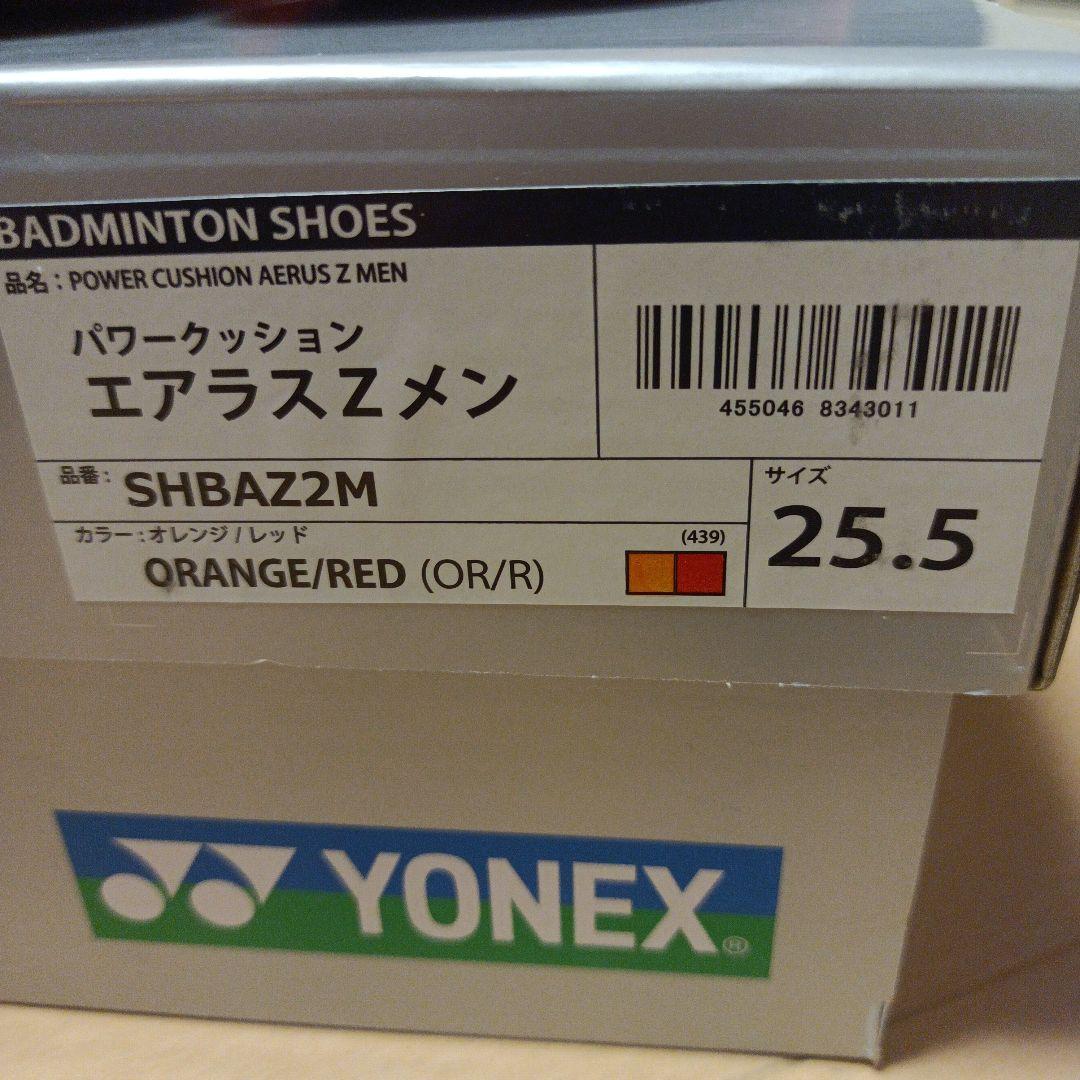 BADMINTON SHOES
品名：POWER CUSHION AERUS Z MEN
パワークッション
エアラスZメン
455046 8343011
品番：SHBAZ2M
カラー：オレンジ/レッド
ORANGE/RED (OR/R)
(439)
サイズ
25.5
YONEX®